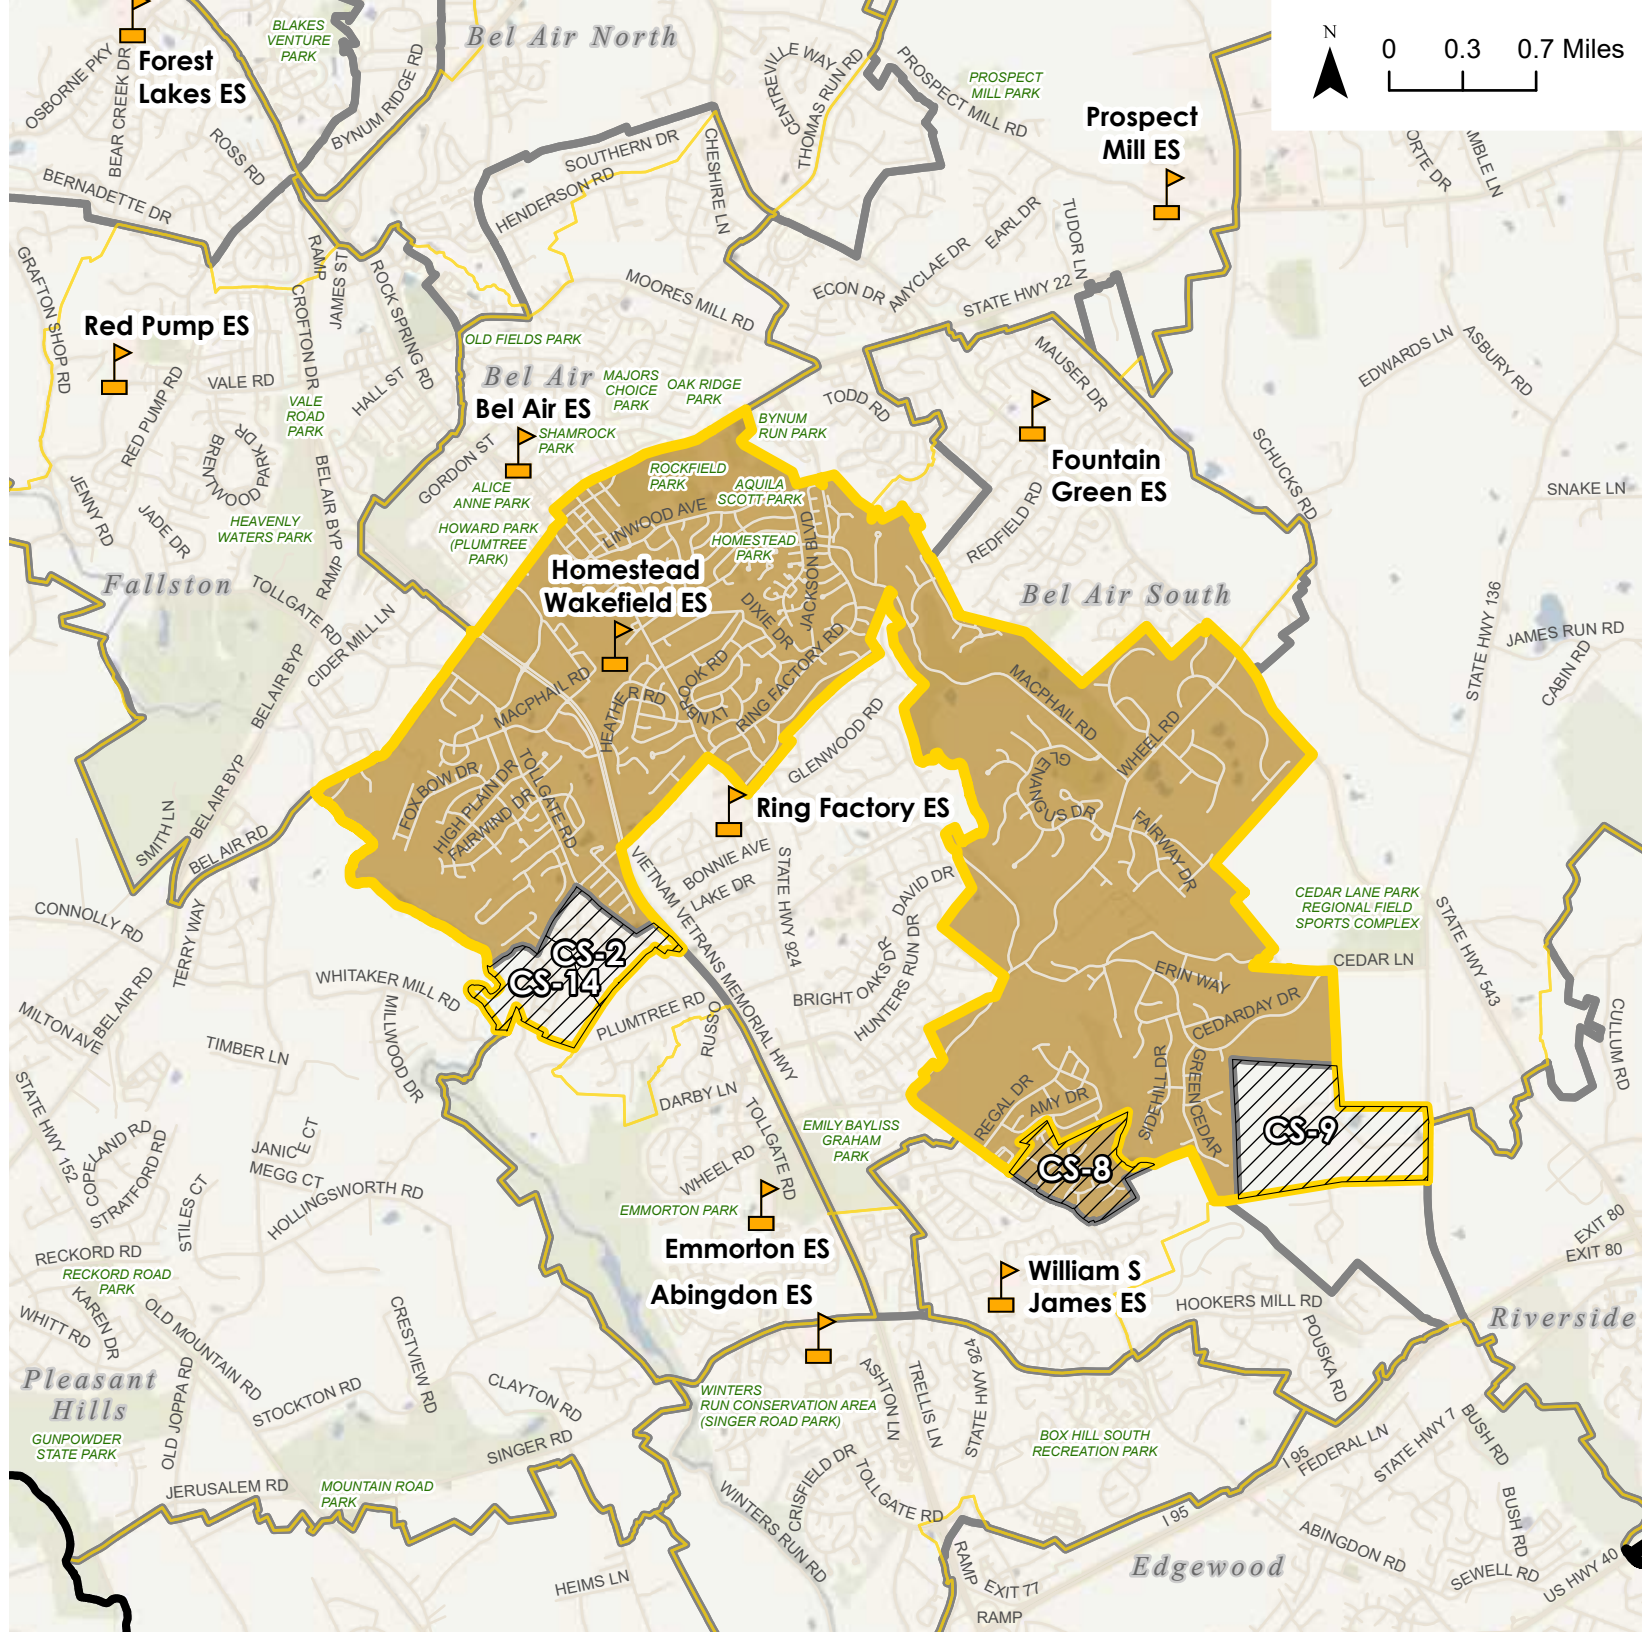 BLAKES
VENTURE
PARK
Bel Air North
Forest
Lakes ES
OSBORNE PKY
BEAR CREEK DR
BYNUM RIDGE RD
ROSS RD
BERNADETTE DR
CENTREVILLE WAY
THOMAS RUN RD
PROSPECT MILL RD
PROSPECT
MILL PARK
N
0 0.3 0.7 Miles
Prospect
Mill ES
SOUTHERN DR
HENDERSON RD
CHESHIRE LN
TUDOR LN
EARL DR
AMYCLAE DR
ECON DR
STATE HWY 22
ORTE DR
MBLE LN
GRAFTON SHOP RD
RAMP
JAMES ST
CROFTON DR
ROCK SPRING RD
MOORES MILL RD
Red Pump ES
OLD FIELDS PARK
VALE RD
HALL ST
RED PUMP RD
VALE
ROAD
PARK
BRENTWOOD PARK DR
Bel Air
MAJORS
CHOICE
PARK
OAK RIDGE
PARK
Bel Air ES
SHAMROCK
PARK
BYNUM
RUN PARK
TODD RD
MAUSER DR
EDWARDS LN
ASBURY RD
Fountain
Green ES
SCHUCKS RD
SNAKE LN
GORDON ST
ALICE
ANNE PARK
ROCKFIELD
PARK
AQUILA
SCOTT PARK
HOWARD PARK
(PLUMTREE
PARK)
LINWOOD AVE
HOMESTEAD
PARK
JACKSON BLVD
REDFIELD RD
JENNY RD
JADE DR
HEAVENLY
WATERS PARK
BEL AIR BYP
RAMP
Fallston
TOLLGATE RD
CIDER MILL LN
BEL AIR BYP
Homestead
Wakefield ES
DIXIE DR
Bel Air South
STATE HWY 136
JAMES RUN RD
CABIN RD
MACPHAIL RD
HEATHER RD
LYNBROOK RD
RING FACTORY RD
MACPHAIL RD
WHEEL RD
GLENWOOD RD
GLENANGUS DR
FAIRWAY DR
FOX BOW DR
HIGH PLAIN DR
FAIRWIND DR
TOLLGATE RD
Ring Factory ES
SMITH LN
BEL AIR BYP
BEL AIR RD
VIETNAM VETRANS MEMORIAL HWY
BONNIE AVE
LAKE DR
STATE HWY 924
DAVID DR
CONNOLLY RD
TERRY WAY
CEDAR LANE PARK
REGIONAL FIELD
SPORTS COMPLEX
CEDAR LN
STATE HWY 543
CS-2
CS-14
WHITAKER MILL RD
MILLWOOD DR
MILTON AVE
BEL AIR RD
TIMBER LN
PLUMTREE RD
RUSSO
BRIGHT OAKS DR
HUNTERS RUN DR
ERIN WAY
CEDARDAY DR
CULLUM RD
STATE HWY 152
DARBY LN
TOLLGATE RD
REGAL DR
AMY DR
SIDEHILL DR
GREENCEDAR
CS-9
CS-8
EMILY BAYLISS
GRAHAM
PARK
COPELAND RD
STRATFORD RD
JANICE CT
MEGG CT
HOLLINGSWORTH RD
STILES CT
WHEEL RD
EMMORTON PARK
Emmorton ES
RECKORD RD
RECKORD ROAD
PARK
KAREN DR
WHITT RD
OLD MOUNTAIN RD
CRESTVIEW RD
Abingdon ES
William S
James ES
HOOKERS MILL RD
POUSKA RD
EXIT 80
EXIT 80
Riverside
Pleasant
Hills
OLD JOPPA RD
STOCKTON RD
CLAYTON RD
SINGER RD
GUNPOWDER
STATE PARK
JERUSALEM RD
MOUNTAIN ROAD
PARK
WINTERS
RUN CONSERVATION AREA
(SINGER ROAD PARK)
ASHTON LN
TRELLIS LN
STATE HWY 924
BOX HILL SOUTH
RECREATION PARK
I 95
FEDERAL LN
STATE HWY 7
BUSH RD
BUSH RD
WINTERS RUN RD
CRISFIELD DR
TOLLGATE RD
I 95
ABINGDON RD
SEWELL RD
US HWY 40
HEIMS LN
RAMP
EXIT 77
RAMP
Edgewood